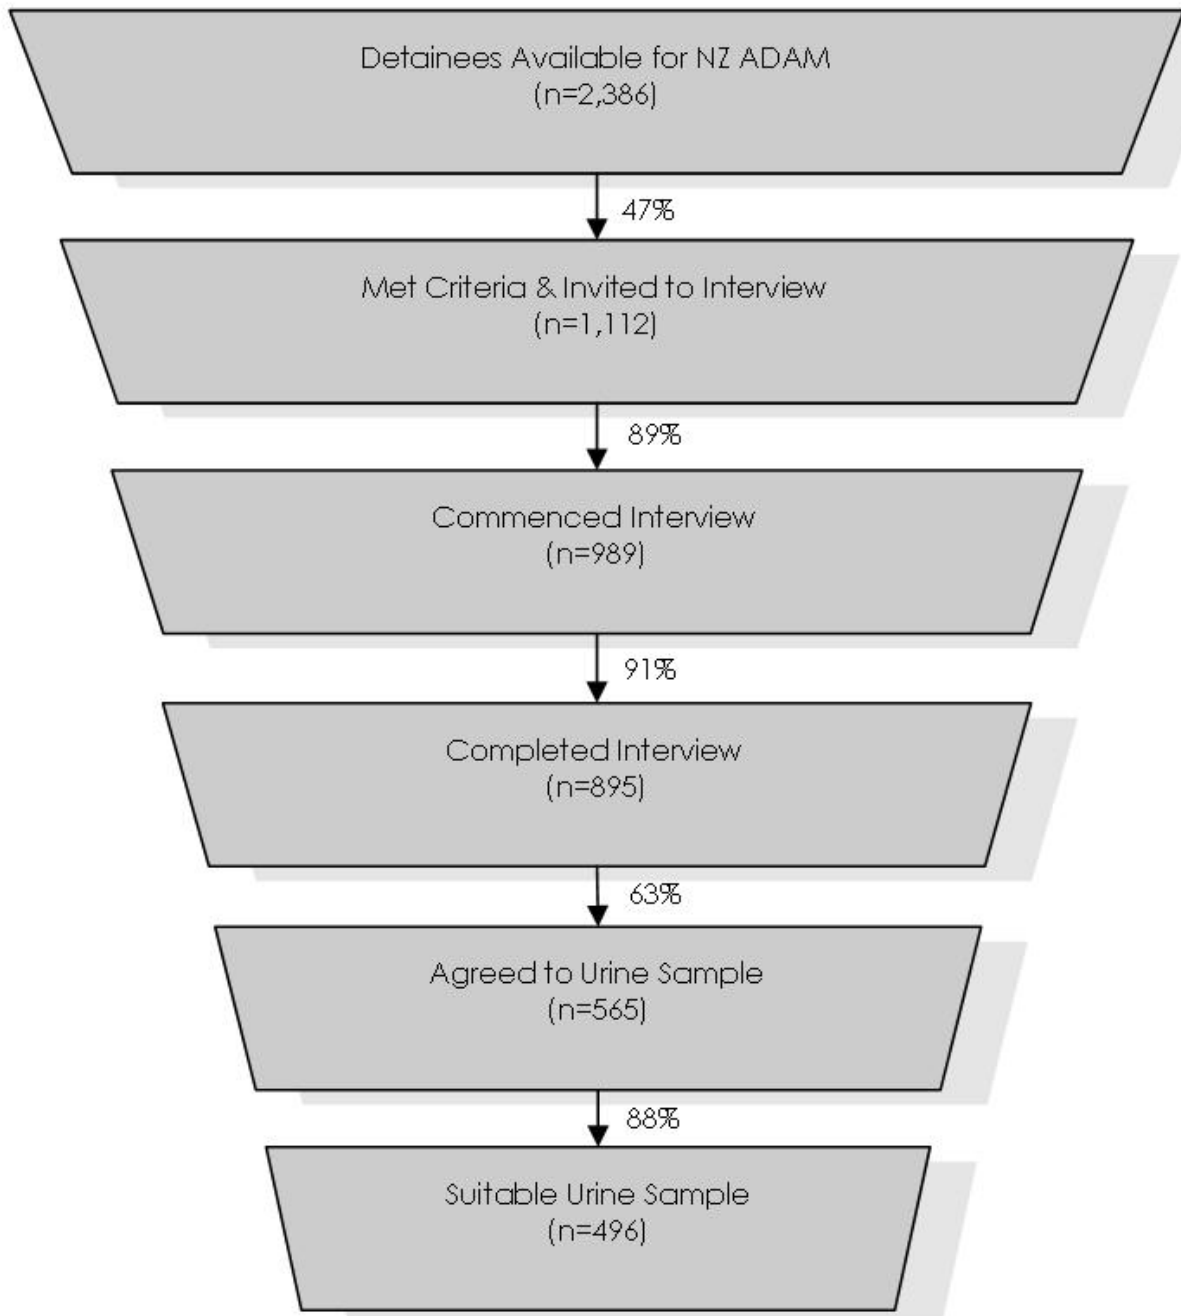 Detainees Available for NZ ADAM
(n=2,386)
47%
Met Criteria & Invited to Interview
(n=1,112)
89%
Commenced Interview
(n=989)
91%
Completed Interview
(n=895)
63%
Agreed to Urine Sample
(n=565)
88%
Suitable Urine Sample
(n=496)